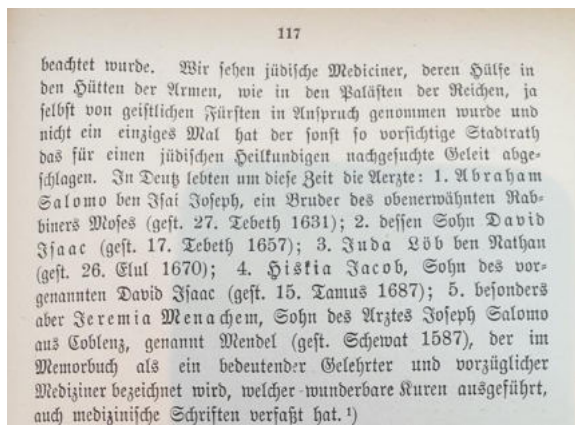 117
beachtet wurde. Wir sehen jüdische Mediciner, deren Hülfe in
den Hütten der Armen, wie in den Palästen der Reichen, ja
selbst von geistlichen Fürsten in Anspruch genommen wurde und
nicht ein einziges Mal hat der sonst so vorsichtige Stadtrath
das für einen jüdischen Heilkundigen nachgesuchte Geleit abge-
schlagen. In Deutz lebten um diese Zeit die Aerzte: 1. Abraham
Salomo ben Isai Joseph, ein Bruder des obenerwähnten Rab-
biners Moses (gest. 27. Tebeth 1631); 2. dessen Sohn David
Isaac (gest. 17. Tebeth 1657); 3. Juda Löb ben Nathan
(gest. 26. Elul 1670); 4. Hiskia Jacob, Sohn des vor-
genannten David Isaac (gest. 15. Tamus 1687); 5. besonders
aber Jeremia Menachem, Sohn des Arztes Joseph Salomo
aus Coblenz, genannt Mendel (gest. Schewat 1587), der im
Memorbuch als ein bedeutender Gelehrter und vorzüglicher
Mediziner bezeichnet wird, welcher wunderbare Kuren ausgeführt,
auch medizinische Schriften verfaßt hat. ¹)